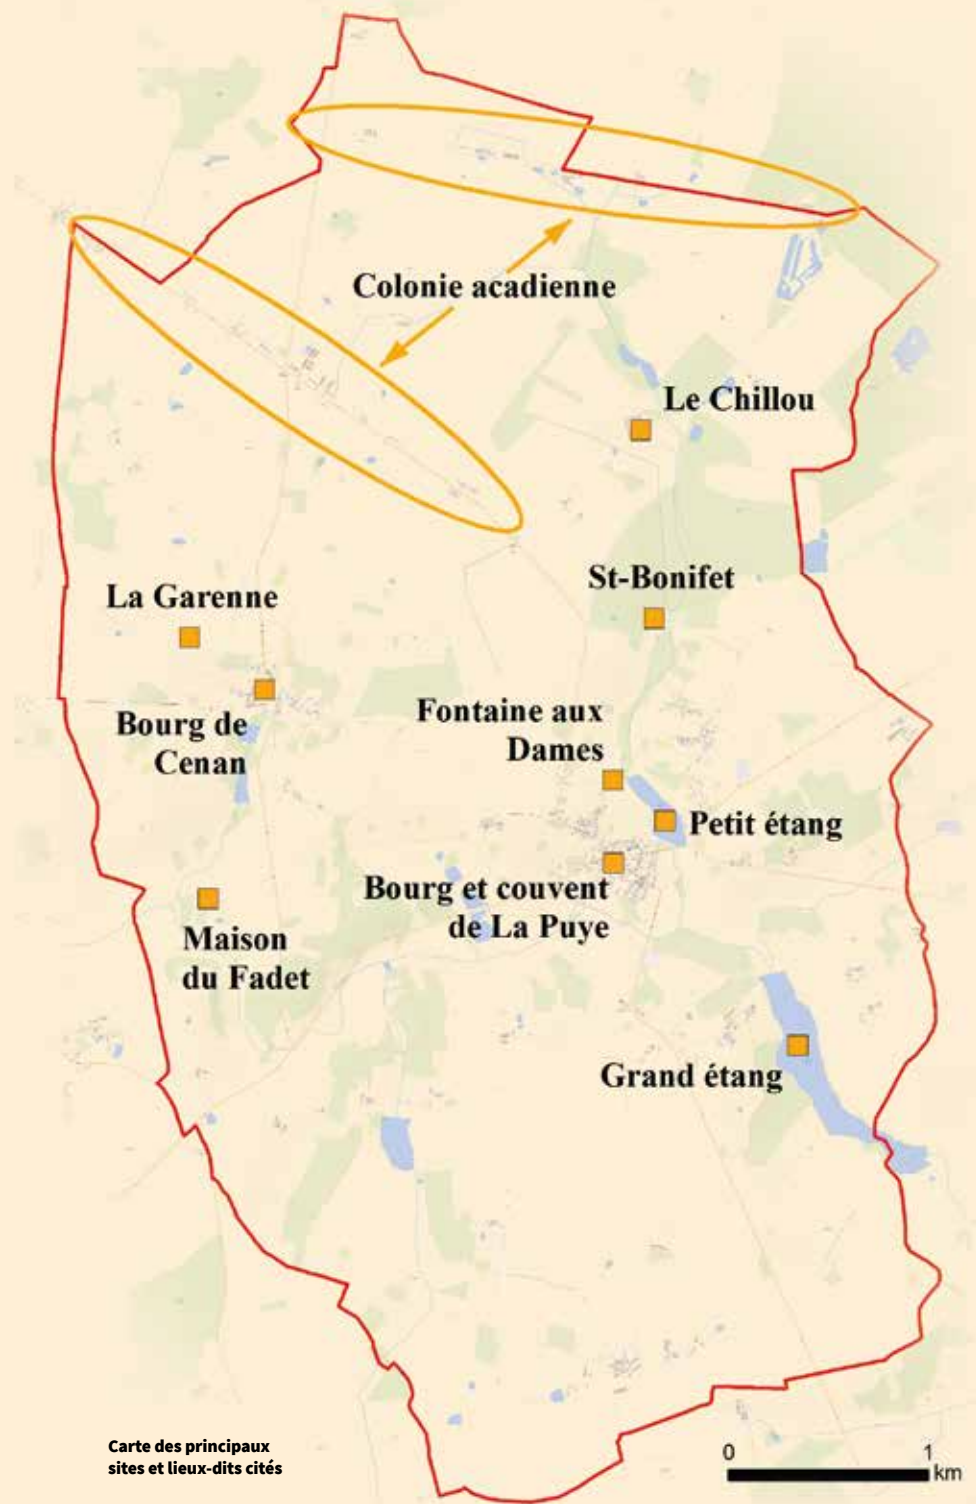 Colonie acadienne
Le Chillou
St-Bonifet
La Garenne
Bourg de
Cenan
Fontaine aux
Dames
Petit étang
Bourg et couvent
de La Puye
Maison
du Fadet
Grand étang
Carte des principaux
sites et lieux-dits cités
0 1
km